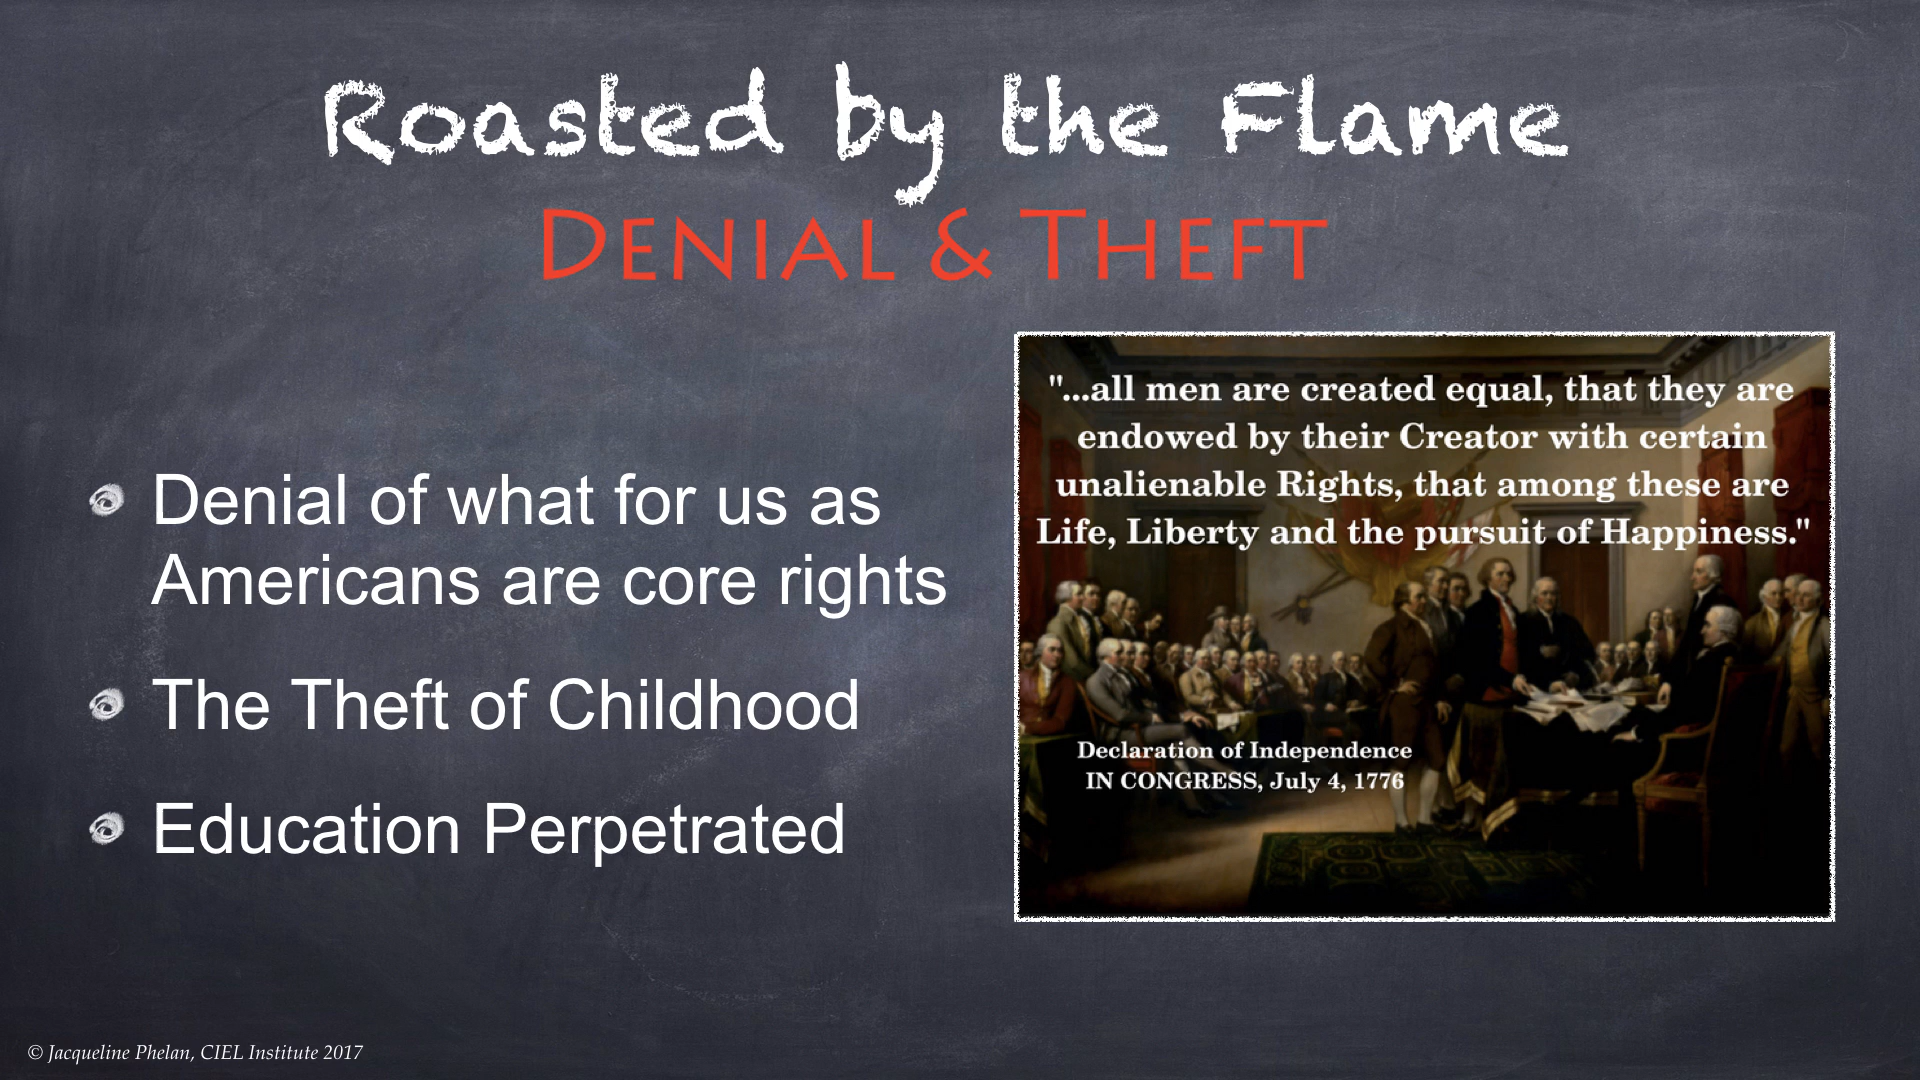 Roasted by the Flame
DENIAL & THEFT
Denial of what for us as
Americans are core rights
The Theft of Childhood
Education Perpetrated
"...all men are created equal, that they are
endowed by their Creator with certain
unalienable Rights, that among these are
Life, Liberty and the pursuit of Happiness."
Declaration of Independence
IN CONGRESS, July 4, 1776
© Jacqueline Phelan, CIEL Institute 2017